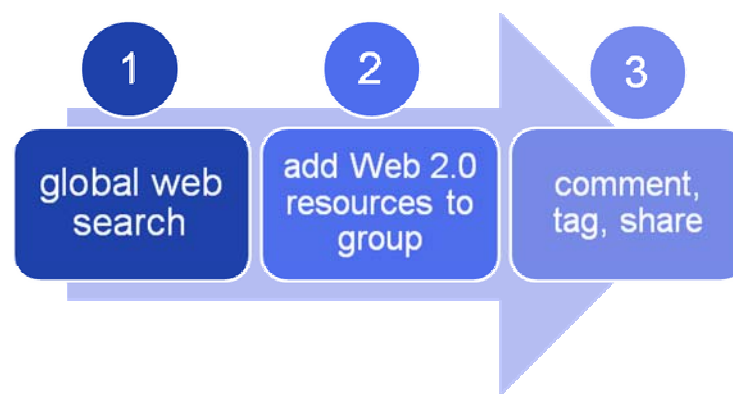 1
global web
search
2
add Web 2.0
resources to
group
3
comment,
tag, share